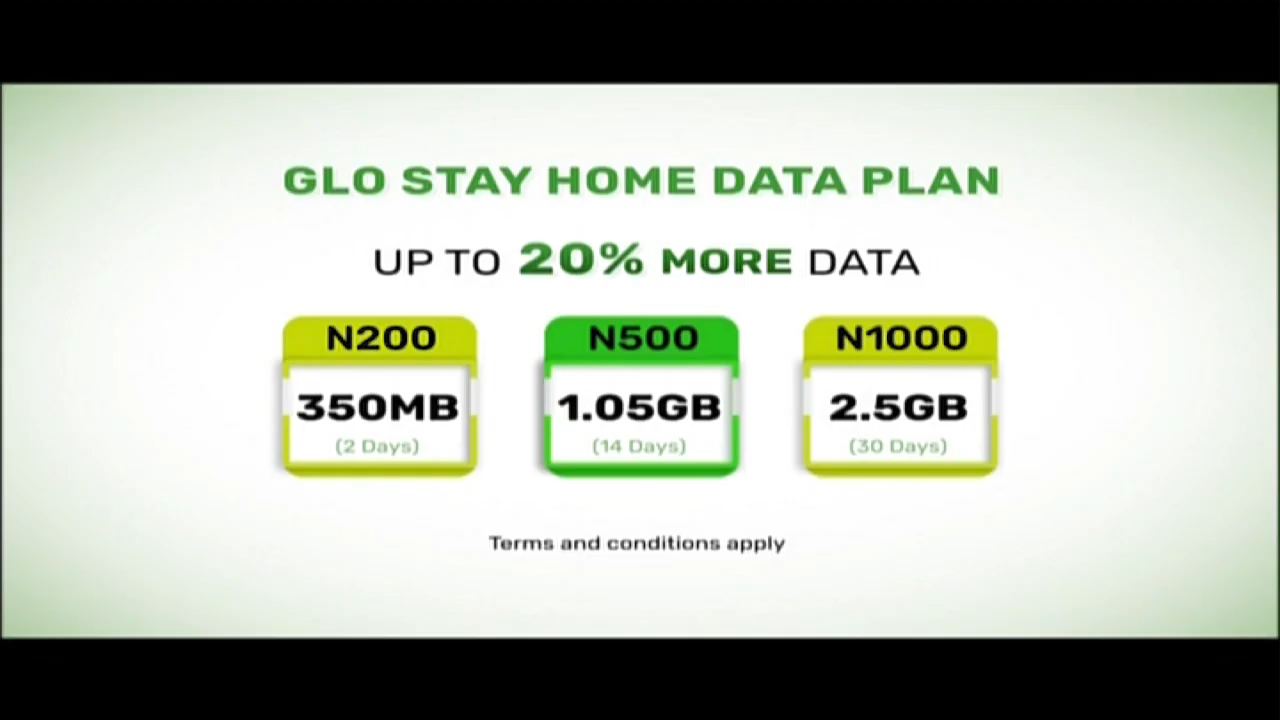 GLO STAY HOME DATA PLAN
UP TO 20% MORE DATA
N200 N500 N1000
350MB 1.05GB 2.5GB
(2 Days) (14 Days) (30 Days)
Terms and conditions apply